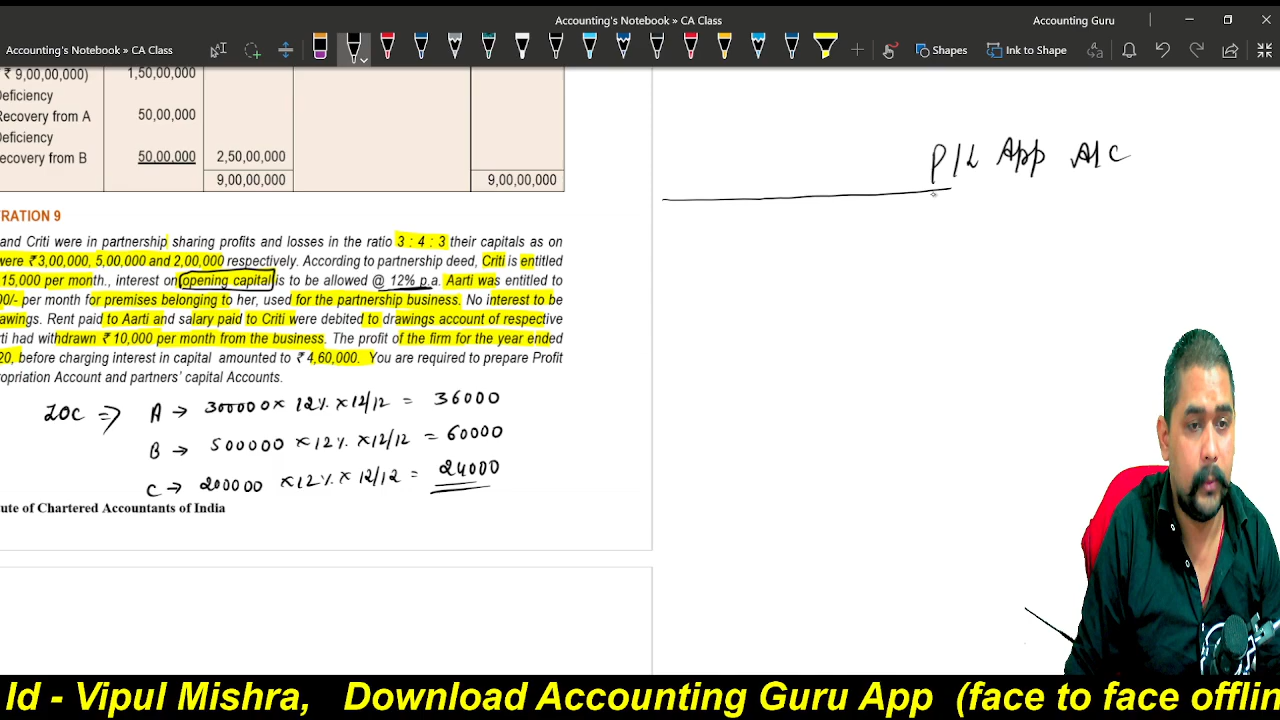 Accounting's Notebook » CA Class
Accounting Guru
Accounting's Notebook » CA Class
Shapes
Ink to Shape
₹ 9,00,00,000) 1,50,00,000
Deficiency
Recovery from A 50,00,000
Deficiency
ecovery from B 50,00,000 2,50,00,000
9,00,00,000 9,00,00,000
TRATION 9
and Criti were in partnership sharing profits and losses in the ratio 3 : 4 : 3 their capitals as on
were ₹ 3,00,000, 5,00,000 and 2,00,000 respectively. According to partnership deed, Criti is entitled
15,000 per month., interest on opening capital is to be allowed @ 12% p.a. Aarti was entitled to
00/- per month for premises belonging to her, used for the partnership business. No interest to be
awings. Rent paid to Aarti and salary paid to Criti were debited to drawings account of respective
rti had withdrawn ₹ 10,000 per month from the business. The profit of the firm for the year ended
20, before charging interest in capital amounted to ₹ 4,60,000. You are required to prepare Profit
ropriation Account and partners' capital Accounts.
IOC => A → 300000 × 12% × 12/12 = 36000
B → 500000 × 12% × 12/12 = 60000
C → 200000 × 12% × 12/12 = 24000
ute of Chartered Accountants of India
P/L App A/C
Id - Vipul Mishra, Download Accounting Guru App (face to face offlin